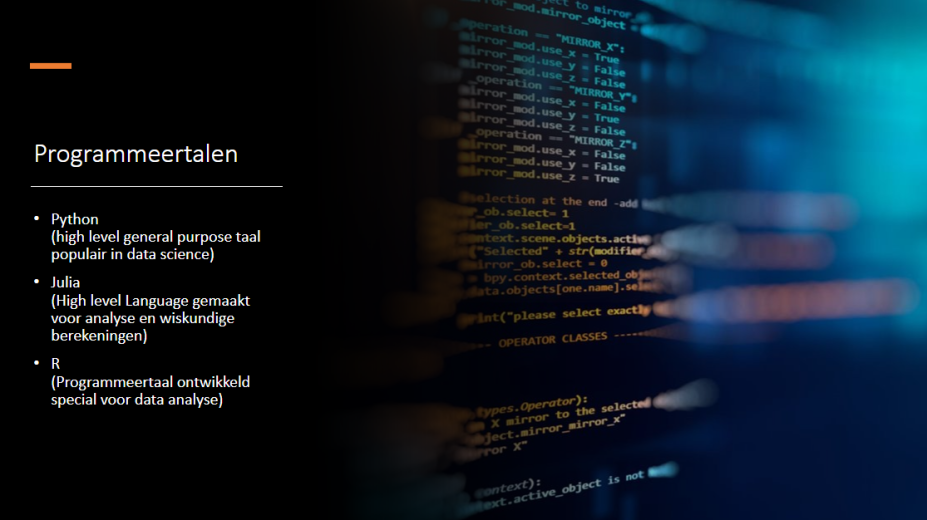 Programmeertalen
• Python
(high level general purpose taal
populair in data science)
• Julia
(High level Language gemaakt
voor analyse en wiskundige
berekeningen)
• R
(Programmeertaal ontwikkeld
special voor data analyse)
object to mirror
mirror_mod.mirror_object =
operation == "MIRROR_X":
mirror_mod.use_x = True
mirror_mod.use_y = False
mirror_mod.use_z = False
_operation == "MIRROR_Y":
mirror_mod.use_x = False
mirror_mod.use_y = True
mirror_mod.use_z = False
_operation == "MIRROR_Z":
mirror_mod.use_x = False
mirror_mod.use_y = False
mirror_mod.use_z = True
selection at the end -add
_ob.select= 1
ler_ob.select=1
context.scene.objects.active
("Selected" + str(modifier
mirror_ob.select = 0
= bpy.context.selected_obj
data.objects[one.name].sel
print("please select exactly
-- OPERATOR CLASSES ----
types.Operator):
X mirror to the selected
ject.mirror_mirror_x"
ror X"
context):
ext.active_object is not